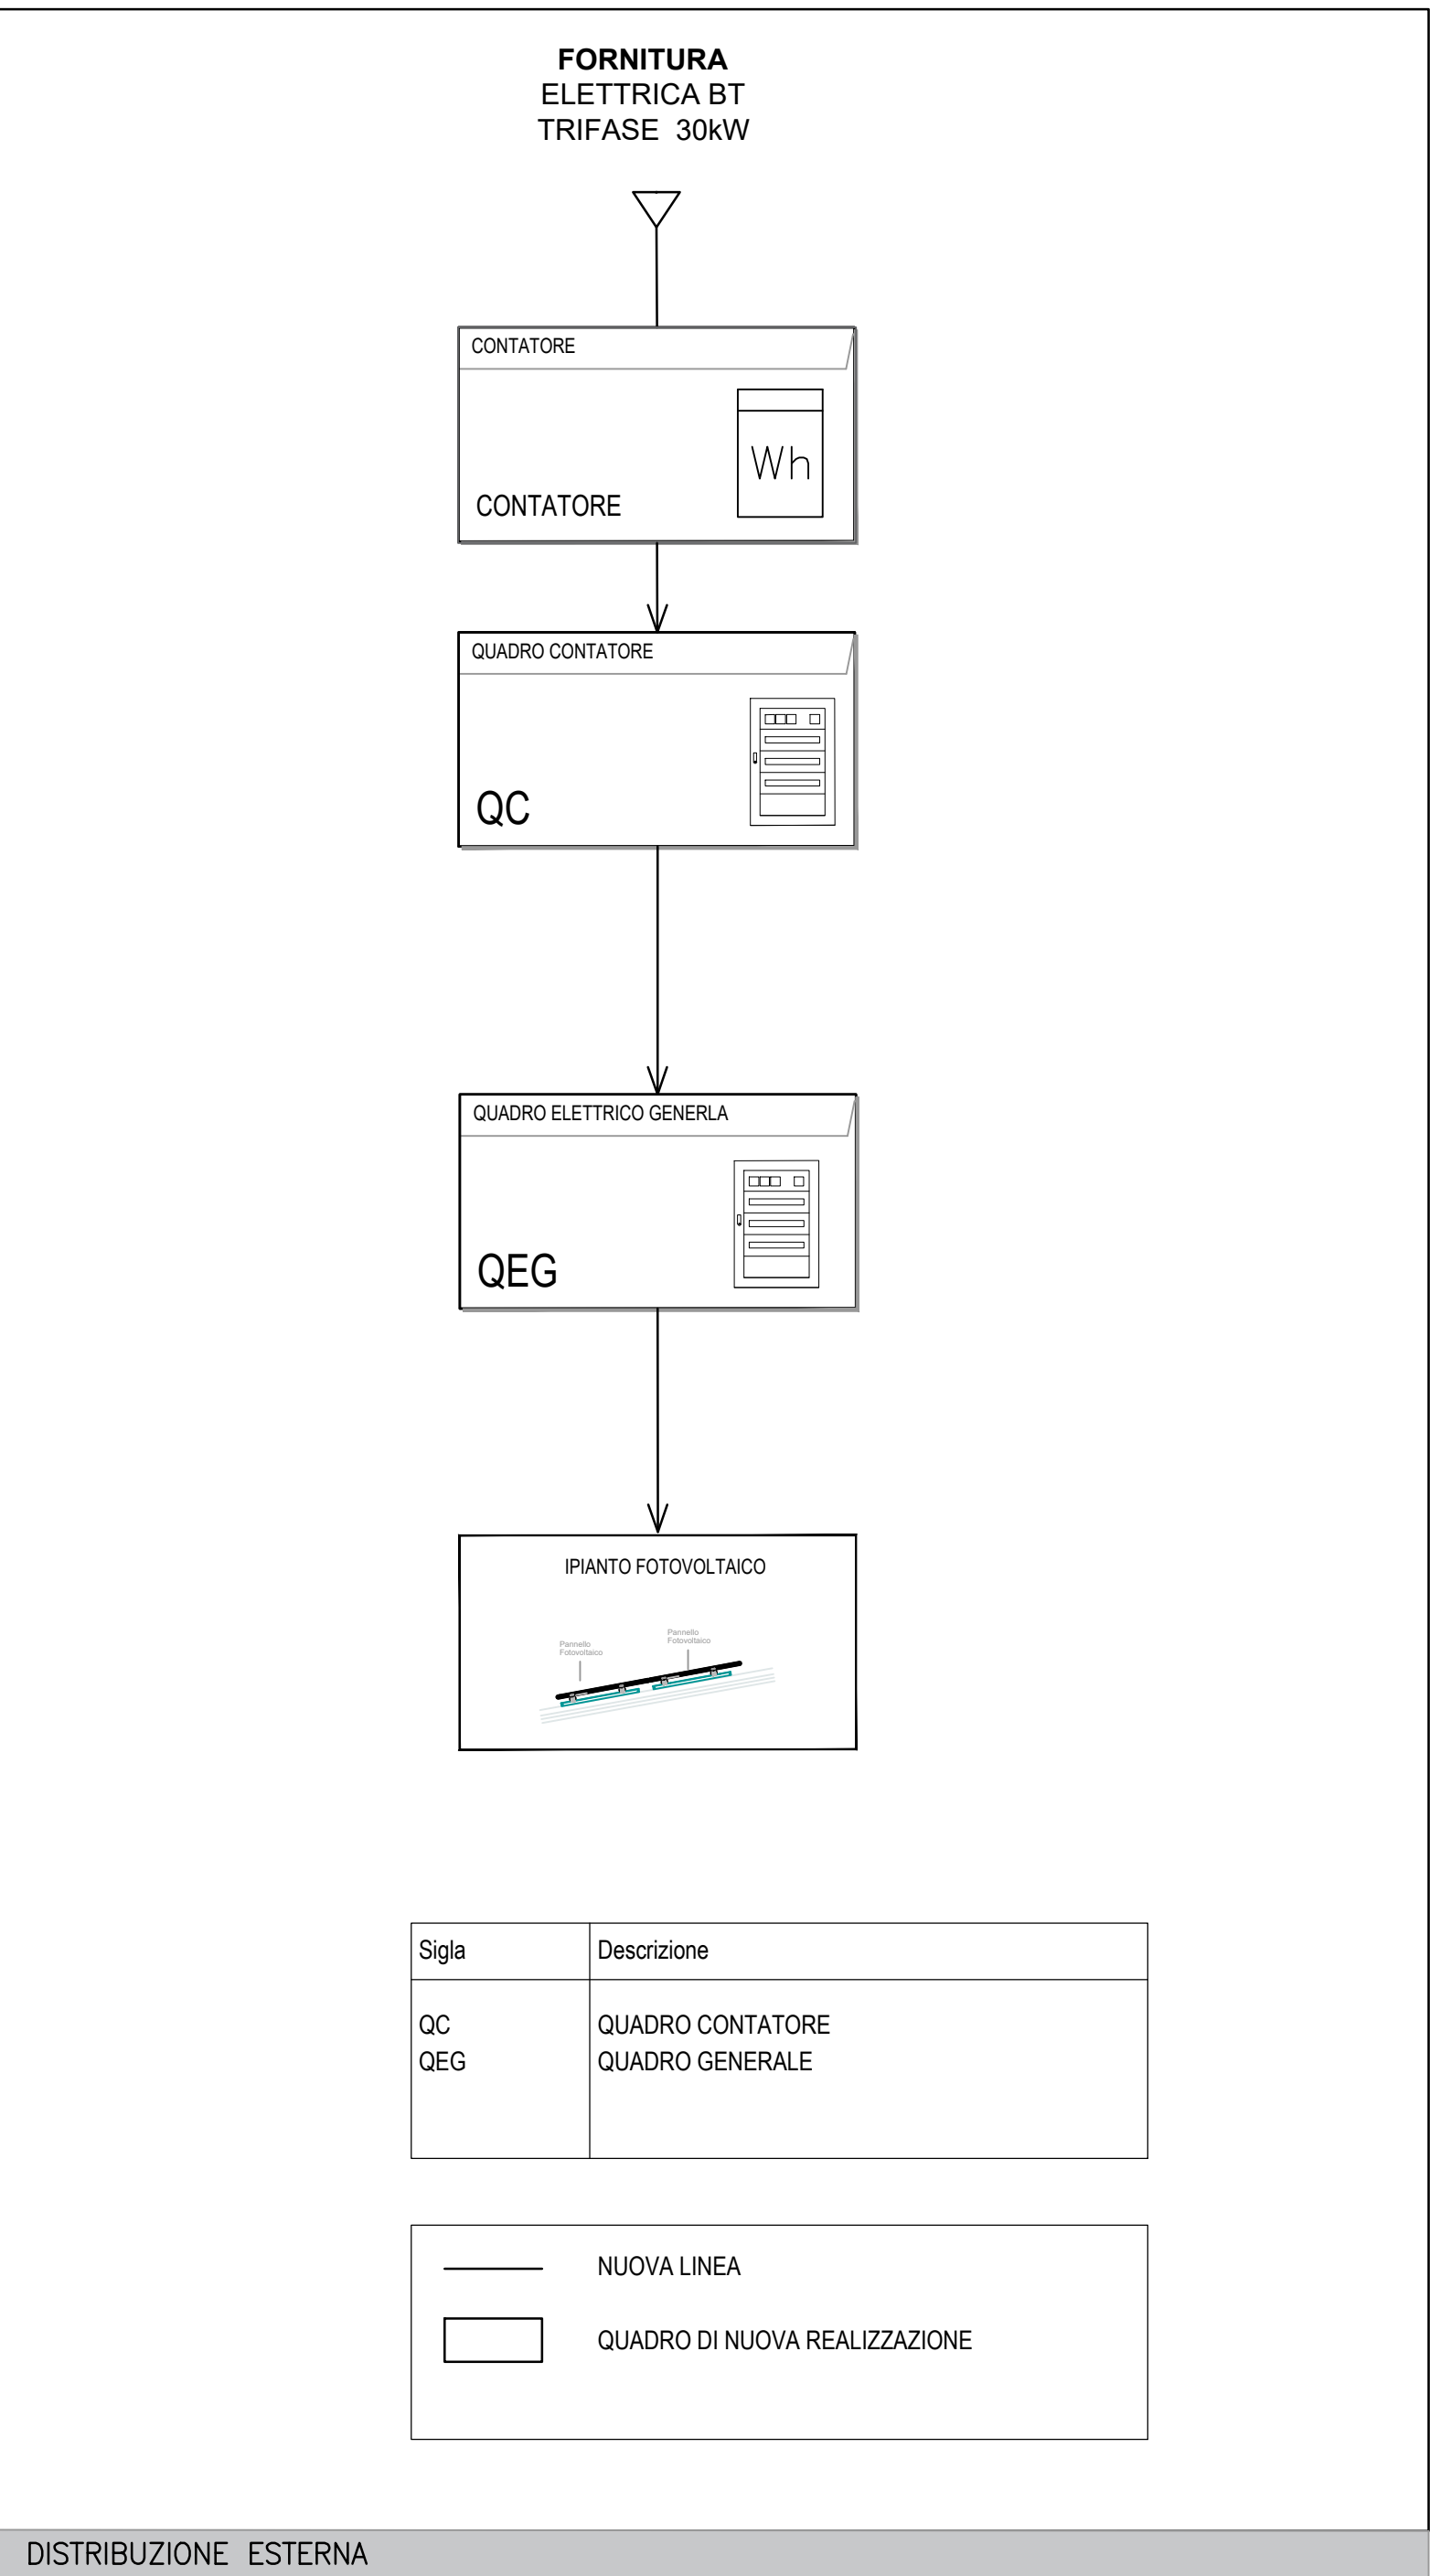 FORNITURA
ELETTRICA BT
TRIFASE 30kW
CONTATORE
Wh
CONTATORE
QUADRO CONTATORE
QC
QUADRO ELETTRICO GENERLA
QEG
IPIANTO FOTOVOLTAICO
Pannello
Fotovoltaico
Pannello
Fotovoltaico
Sigla Descrizione
QC QUADRO CONTATORE
QEG QUADRO GENERALE
NUOVA LINEA
QUADRO DI NUOVA REALIZZAZIONE
DISTRIBUZIONE ESTERNA